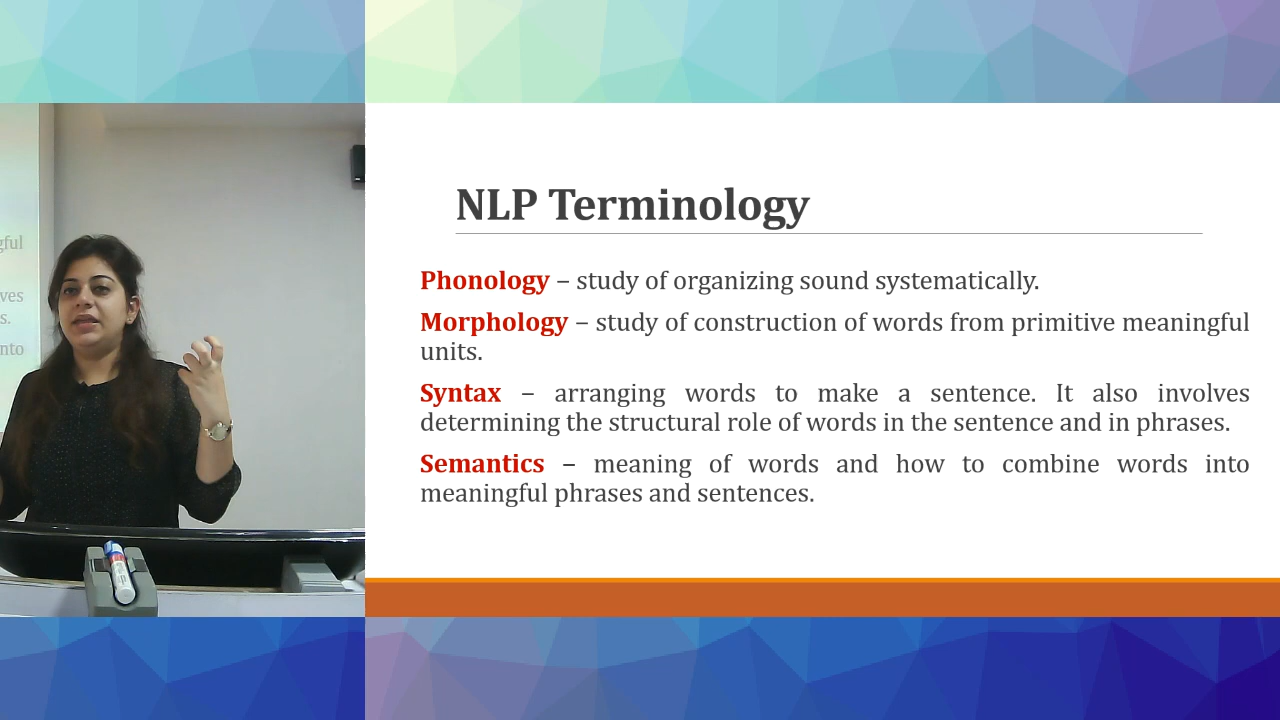 NLP Terminology
Phonology – study of organizing sound systematically.
Morphology – study of construction of words from primitive meaningful
units.
Syntax – arranging words to make a sentence. It also involves
determining the structural role of words in the sentence and in phrases.
Semantics – meaning of words and how to combine words into
meaningful phrases and sentences.